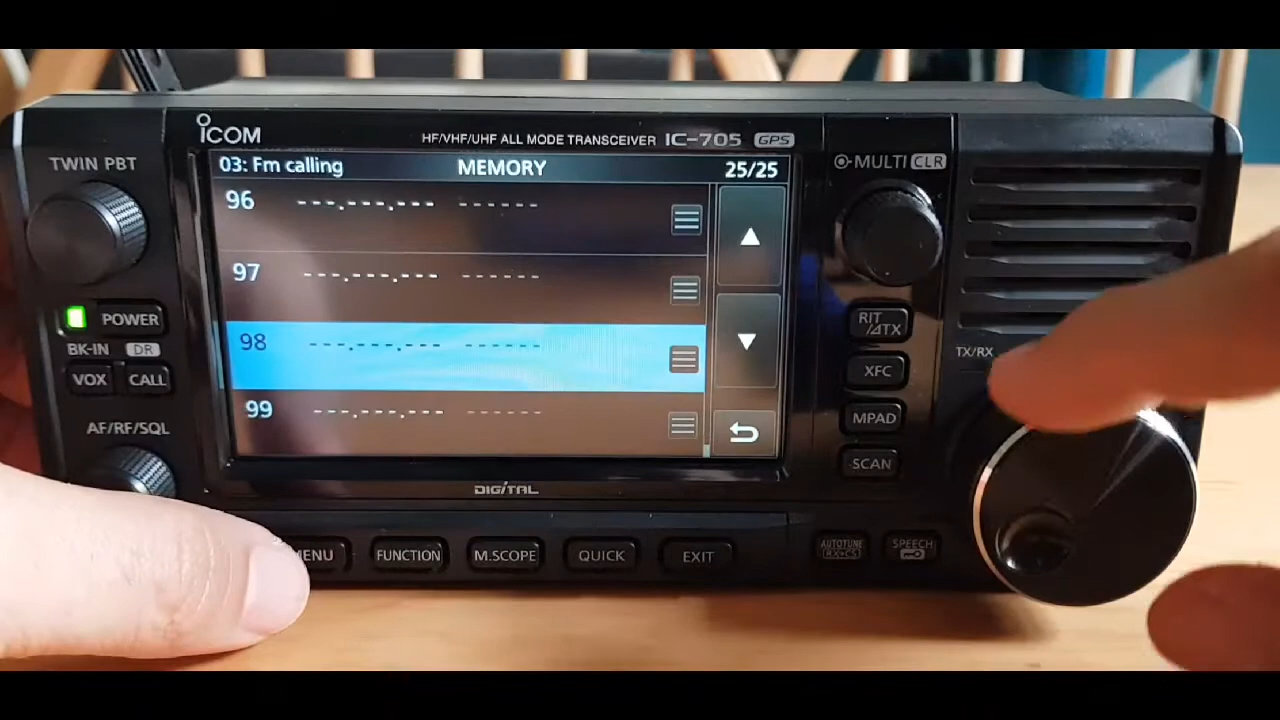 ICOM
HF/VHF/UHF ALL MODE TRANSCEIVER IC-705 GPS
TWIN PBT
03: Fm calling MEMORY 25/25
MULTI CLR
96 ---.---.--- ------
97 ---.---.--- ------
98 ---.---.--- ------
99 ---.---.--- ------
POWER
BK-IN DR
VOX CALL
AF/RF/SQL
RIT
/⊿TX
TX/RX
XFC
MPAD
SCAN
DIGITAL
MENU FUNCTION M.SCOPE QUICK EXIT
AUTOTUNE
RX→CS
SPEECH